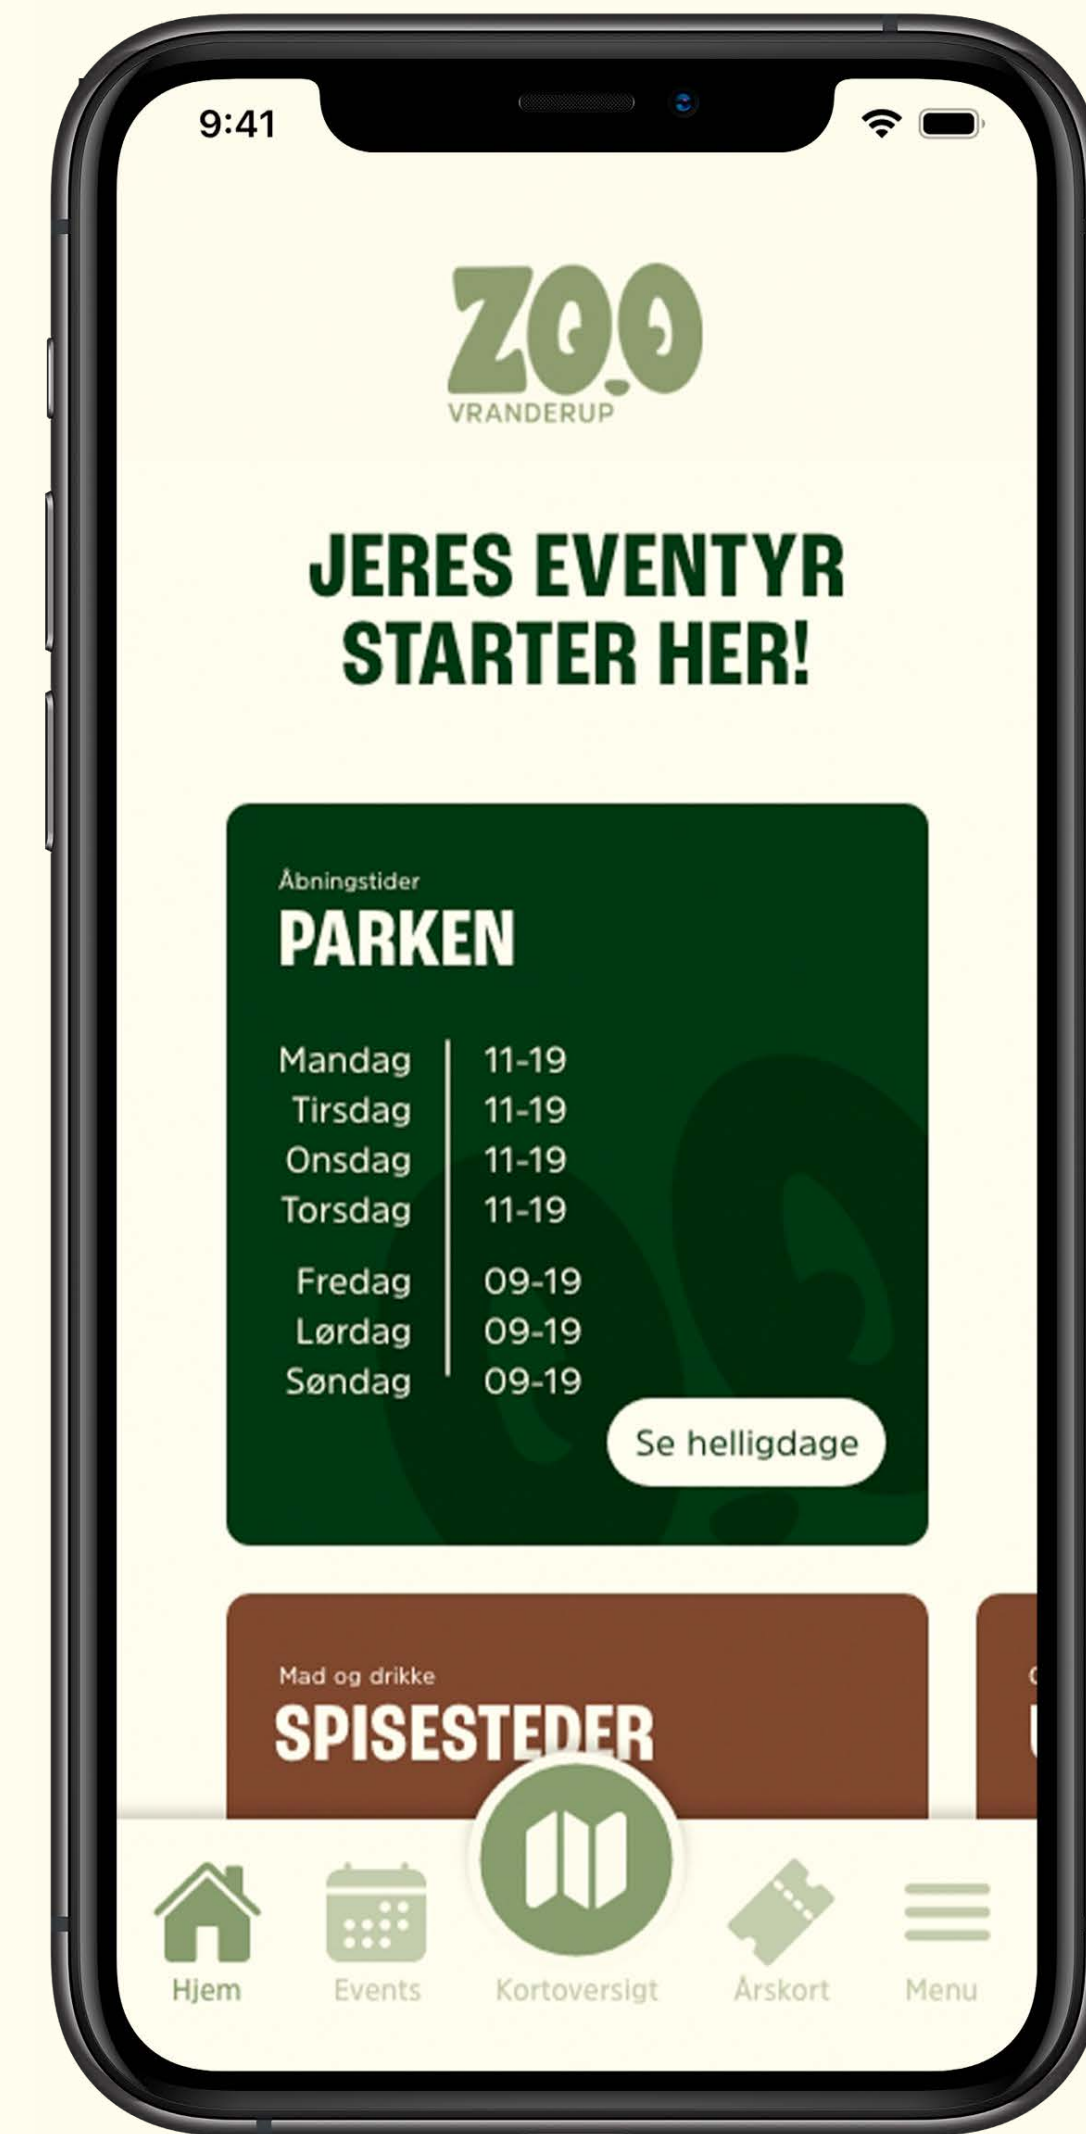 9:41
ZOO
VRANDERUP
JERES EVENTYR
STARTER HER!
Åbningstider
PARKEN
Mandag 11-19
Tirsdag 11-19
Onsdag 11-19
Torsdag 11-19
Fredag 09-19
Lørdag 09-19
Søndag 09-19
Se helligdage
Mad og drikke
SPISESTEDER
Hjem
Events
Kortoversigt
Årskort
Menu